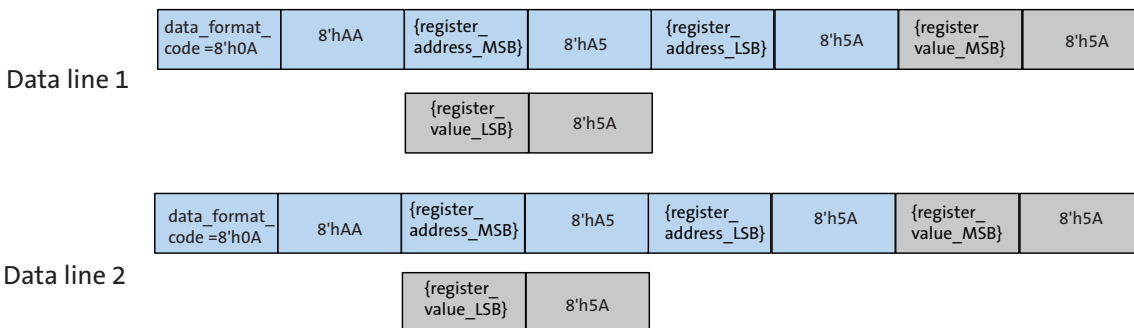 data_format_
code =8'h0A
8'hAA
{register_
address_MSB}
8'hA5
{register_
address_LSB}
8'h5A
{register_
value_MSB}
8'h5A
Data line 1
{register_
value_LSB}
8'h5A
data_format_
code =8'h0A
8'hAA
{register_
address_MSB}
8'hA5
{register_
address_LSB}
8'h5A
{register_
value_MSB}
8'h5A
Data line 2
{register_
value_LSB}
8'h5A